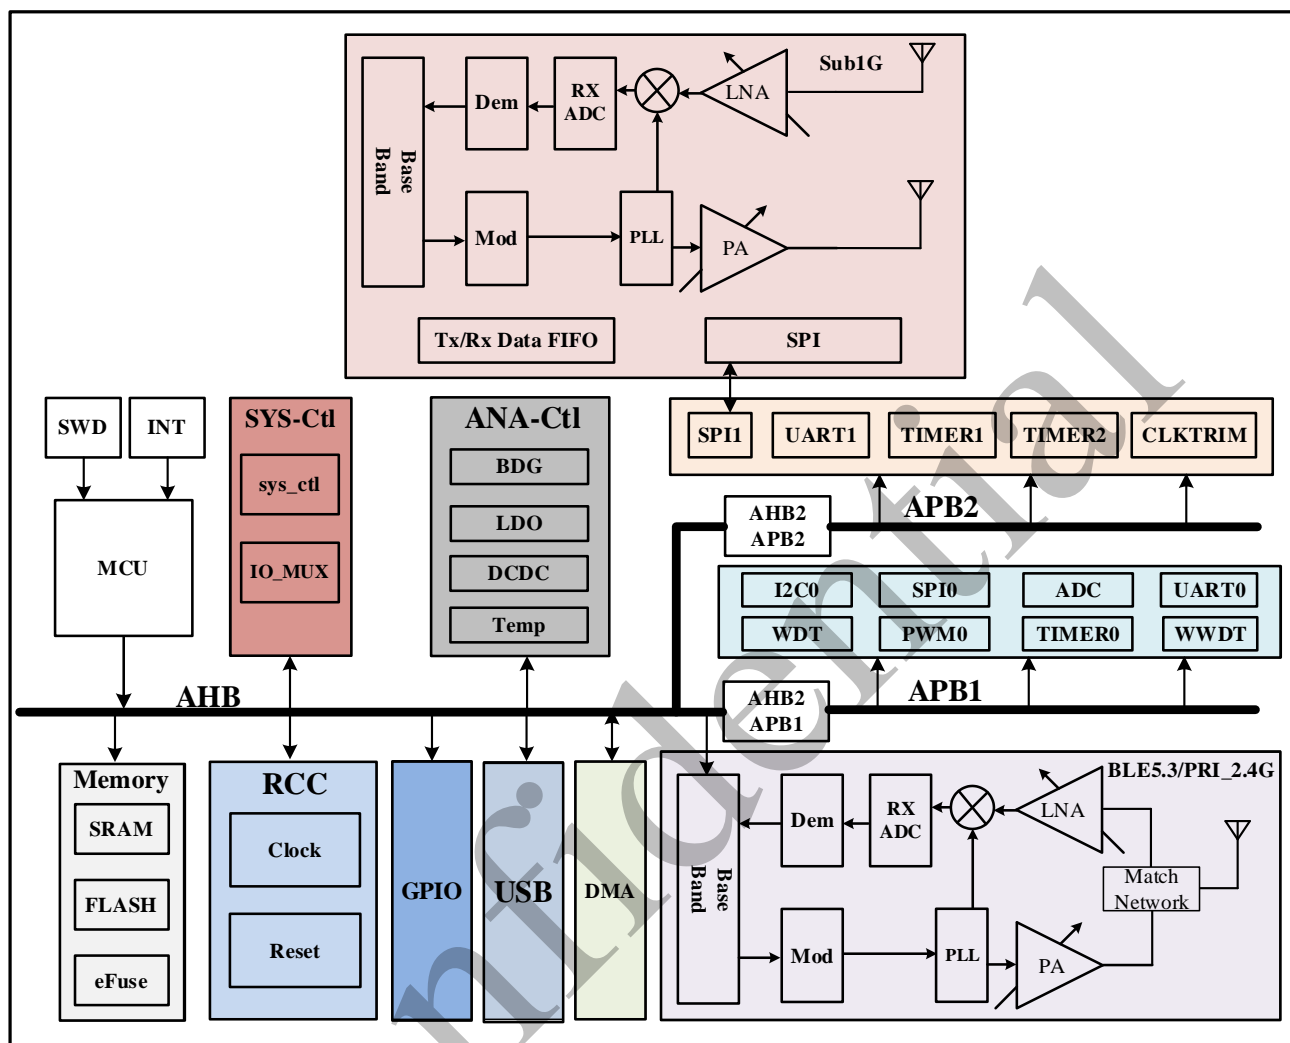 Sub1G
LNA
RX
ADC
Dem
Base
Band
Mod
PLL
PA
Tx/Rx Data FIFO
SPI
SWD
INT
MCU
SYS-Ctl
sys_ctl
IO_MUX
ANA-Ctl
BDG
LDO
DCDC
Temp
SPI1
UART1
TIMER1
TIMER2
CLKTRIM
AHB2
APB2
APB2
I2C0
SPI0
ADC
UART0
WDT
PWM0
TIMER0
WWDT
AHB
AHB2
APB1
APB1
Memory
SRAM
FLASH
eFuse
RCC
Clock
Reset
GPIO
USB
DMA
BLE5.3/PRI_2.4G
LNA
RX
ADC
Dem
Base
Band
Match
Network
Mod
PLL
PA
nfidential